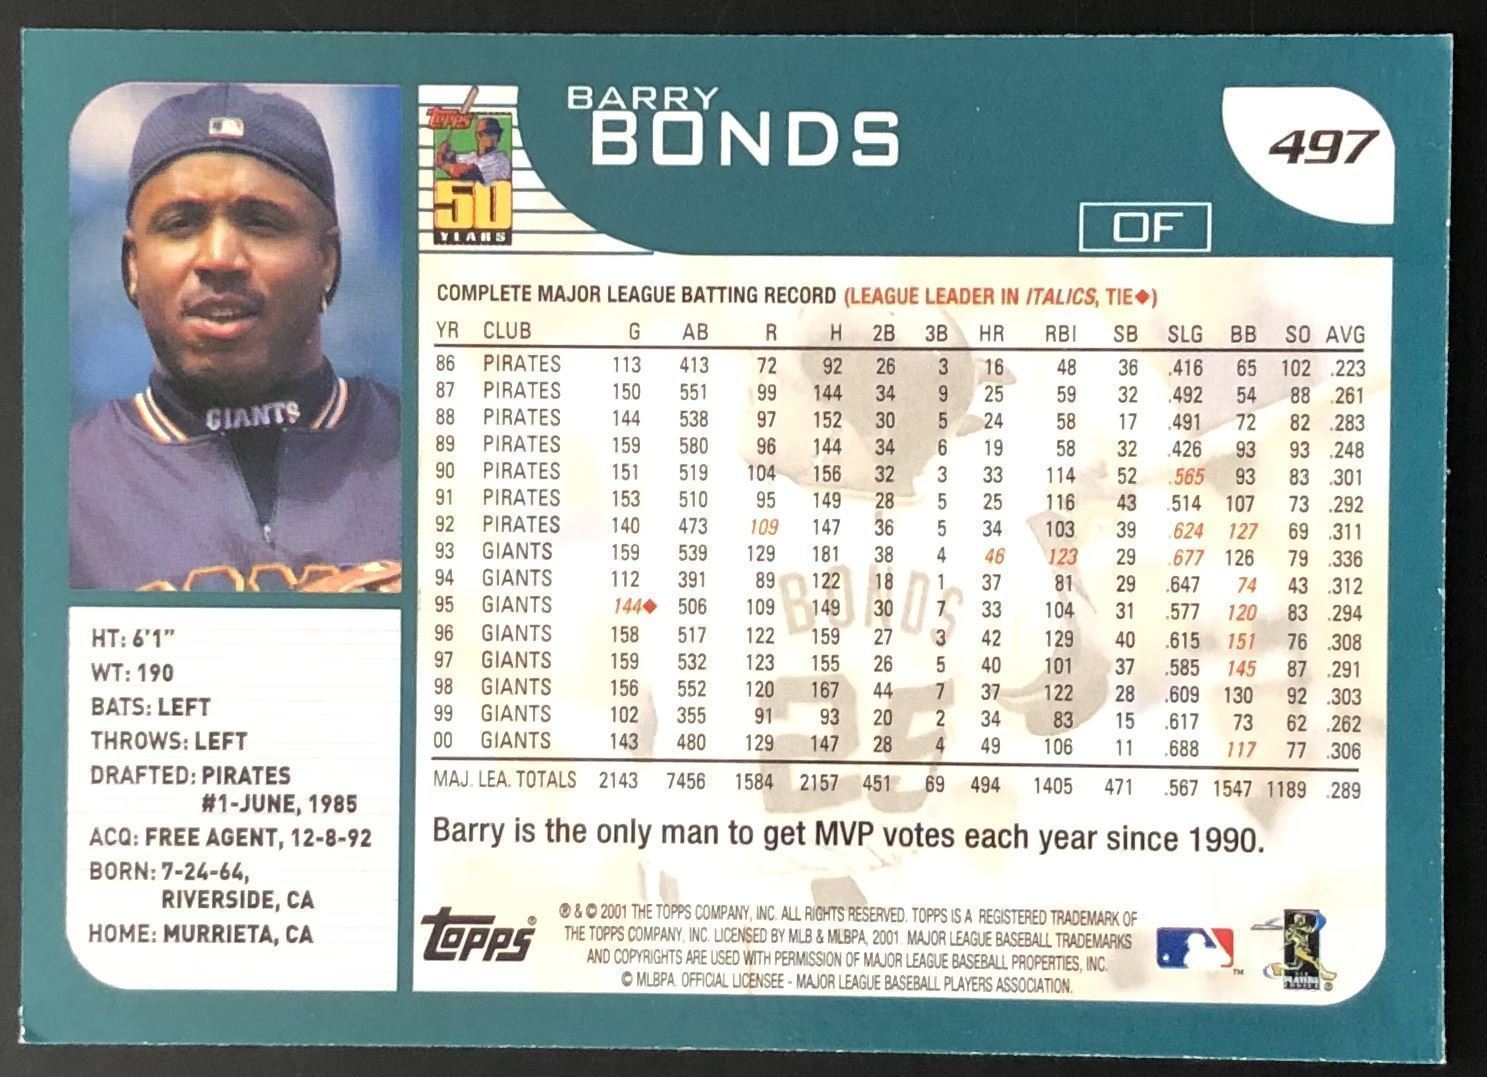 BARRY
BONDS
497
OF
Topps
50
YEARS
GIANTS
HT: 6'1"
WT: 190
BATS: LEFT
THROWS: LEFT
DRAFTED: PIRATES
#1-JUNE, 1985
ACQ: FREE AGENT, 12-8-92
BORN: 7-24-64,
RIVERSIDE, CA
HOME: MURRIETA, CA
COMPLETE MAJOR LEAGUE BATTING RECORD (LEAGUE LEADER IN ITALICS, TIE◆)
YR CLUB G AB R H 2B 3B HR RBI SB SLG BB SO AVG
86 PIRATES 113 413 72 92 26 3 16 48 36 .416 65 102 .223
87 PIRATES 150 551 99 144 34 9 25 59 32 .492 54 88 .261
88 PIRATES 144 538 97 152 30 5 24 58 17 .491 72 82 .283
89 PIRATES 159 580 96 144 34 6 19 58 32 .426 93 93 .248
90 PIRATES 151 519 104 156 32 3 33 114 52 .565 93 83 .301
91 PIRATES 153 510 95 149 28 5 25 116 43 .514 107 73 .292
92 PIRATES 140 473 109 147 36 5 34 103 39 .624 127 69 .311
93 GIANTS 159 539 129 181 38 4 46 123 29 .677 126 79 .336
94 GIANTS 112 391 89 122 18 1 37 81 29 .647 74 43 .312
95 GIANTS 144◆ 506 109 149 30 7 33 104 31 .577 120 83 .294
96 GIANTS 158 517 122 159 27 3 42 129 40 .615 151 76 .308
97 GIANTS 159 532 123 155 26 5 40 101 37 .585 145 87 .291
98 GIANTS 156 552 120 167 44 7 37 122 28 .609 130 92 .303
99 GIANTS 102 355 91 93 20 2 34 83 15 .617 73 62 .262
00 GIANTS 143 480 129 147 28 4 49 106 11 .688 117 77 .306
MAJ. LEA. TOTALS 2143 7456 1584 2157 451 69 494 1405 471 .567 1547 1189 .289
BONDS
25
Barry is the only man to get MVP votes each year since 1990.
Topps®
® & © 2001 THE TOPPS COMPANY, INC. ALL RIGHTS RESERVED. TOPPS IS A REGISTERED TRADEMARK OF
THE TOPPS COMPANY, INC. LICENSED BY MLB & MLBPA, 2001. MAJOR LEAGUE BASEBALL TRADEMARKS
AND COPYRIGHTS ARE USED WITH PERMISSION OF MAJOR LEAGUE BASEBALL PROPERTIES, INC.
© MLBPA. OFFICIAL LICENSEE - MAJOR LEAGUE BASEBALL PLAYERS ASSOCIATION.
TM
PLAYERS
CHOICE
®